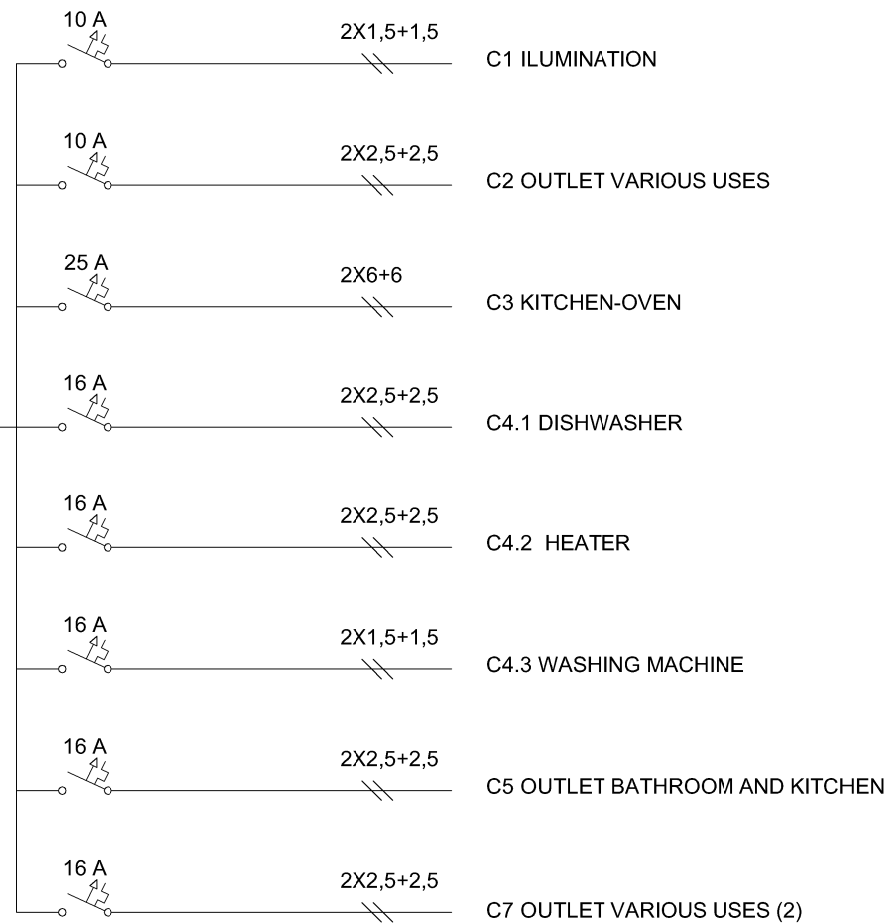 10 A
2X1,5+1,5
C1 ILUMINATION
10 A
2X2,5+2,5
C2 OUTLET VARIOUS USES
25 A
2X6+6
C3 KITCHEN-OVEN
16 A
2X2,5+2,5
C4.1 DISHWASHER
16 A
2X2,5+2,5
C4.2 HEATER
16 A
2X1,5+1,5
C4.3 WASHING MACHINE
16 A
2X2,5+2,5
C5 OUTLET BATHROOM AND KITCHEN
16 A
2X2,5+2,5
C7 OUTLET VARIOUS USES (2)